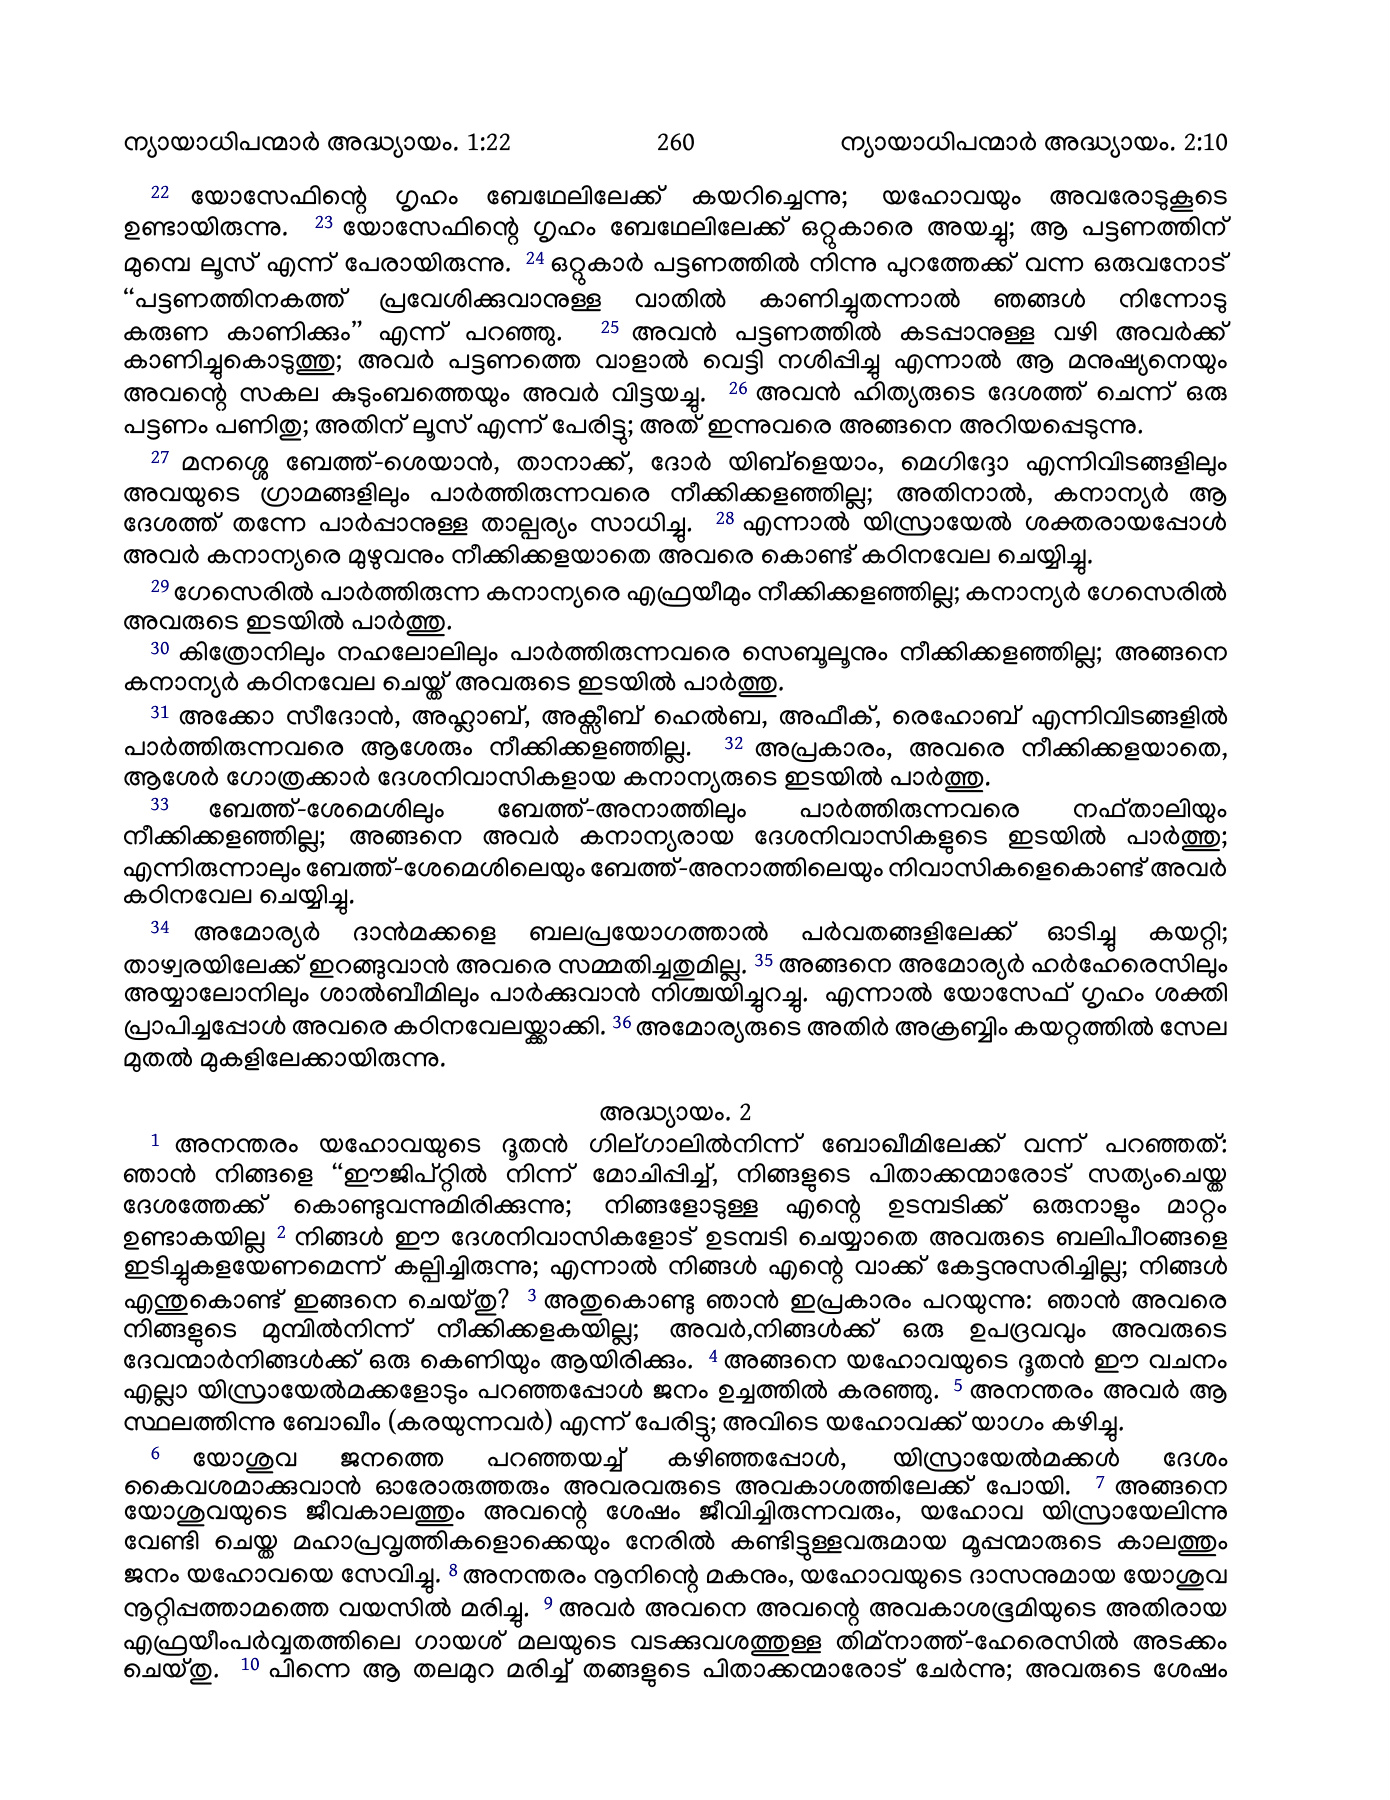 ന്യായാധിപന്മാർ അദ്ധ്യായം. 1:22 260 ന്യായാധിപന്മാർ അദ്ധ്യായം. 2:10
22 യോസേഫിന്റെ ഗൃഹം ബേഥേലിലേക്ക് കയറിച്ചെന്നു; യഹോവയും അവരോടുകൂടെ
ഉണ്ടായിരുന്നു. 23 യോസേഫിന്റെ ഗൃഹം ബേഥേലിലേക്ക് ഒറ്റുകാരെ അയച്ചു; ആ പട്ടണത്തിന്
മുമ്പെ ലൂസ് എന്ന് പേരായിരുന്നു. 24 ഒറ്റുകാർ പട്ടണത്തിൽ നിന്നു പുറത്തേക്ക് വന്ന ഒരുവനോട്
“പട്ടണത്തിനകത്ത് പ്രവേശിക്കുവാനുള്ള വാതിൽ കാണിച്ചുതന്നാൽ ഞങ്ങൾ നിന്നോടു
കരുണ കാണിക്കും” എന്ന് പറഞ്ഞു. 25 അവൻ പട്ടണത്തിൽ കടപ്പാനുള്ള വഴി അവർക്ക്
കാണിച്ചുകൊടുത്തു; അവർ പട്ടണത്തെ വാളാൽ വെട്ടി നശിപ്പിച്ചു എന്നാൽ ആ മനുഷ്യനെയും
അവന്റെ സകല കുടുംബത്തെയും അവർ വിട്ടയച്ചു. 26 അവൻ ഹിത്യരുടെ ദേശത്ത് ചെന്ന് ഒരു
പട്ടണം പണിതു; അതിന് ലൂസ് എന്ന് പേരിട്ടു; അത് ഇന്നുവരെ അങ്ങനെ അറിയപ്പെടുന്നു.
27 മനശ്ശെ ബേത്ത്-ശെയാൻ, താനാക്ക്, ദോർ യിബ്ളെയാം, മെഗിദ്ദോ എന്നിവിടങ്ങളിലും
അവയുടെ ഗ്രാമങ്ങളിലും പാർത്തിരുന്നവരെ നീക്കിക്കളഞ്ഞില്ല; അതിനാൽ, കനാന്യർ ആ
ദേശത്ത് തന്നേ പാർപ്പാനുള്ള താല്പര്യം സാധിച്ചു. 28 എന്നാൽ യിസ്രായേൽ ശക്തരായപ്പോൾ
അവർ കനാന്യരെ മുഴുവനും നീക്കിക്കളയാതെ അവരെ കൊണ്ട് കഠിനവേല ചെയ്യിച്ചു.
29 ഗേസെരിൽ പാർത്തിരുന്ന കനാന്യരെ എഫ്രയീമും നീക്കിക്കളഞ്ഞില്ല; കനാന്യർ ഗേസെരിൽ
അവരുടെ ഇടയിൽ പാർത്തു.
30 കിത്രോനിലും നഹലോലിലും പാർത്തിരുന്നവരെ സെബൂലൂനും നീക്കിക്കളഞ്ഞില്ല; അങ്ങനെ
കനാന്യർ കഠിനവേല ചെയ്ത് അവരുടെ ഇടയിൽ പാർത്തു.
31 അക്കോ സീദോൻ, അഹ്ലാബ്, അക്സീബ് ഹെൽബ, അഫീക്, രെഹോബ് എന്നിവിടങ്ങളിൽ
പാർത്തിരുന്നവരെ ആശേരും നീക്കിക്കളഞ്ഞില്ല. 32 അപ്രകാരം, അവരെ നീക്കിക്കളയാതെ,
ആശേർ ഗോത്രക്കാർ ദേശനിവാസികളായ കനാന്യരുടെ ഇടയിൽ പാർത്തു.
33 ബേത്ത്-ശേമെശിലും ബേത്ത്-അനാത്തിലും പാർത്തിരുന്നവരെ നഫ്താലിയും
നീക്കിക്കളഞ്ഞില്ല; അങ്ങനെ അവർ കനാന്യരായ ദേശനിവാസികളുടെ ഇടയിൽ പാർത്തു;
എന്നിരുന്നാലും ബേത്ത്-ശേമെശിലെയും ബേത്ത്-അനാത്തിലെയും നിവാസികളെകൊണ്ട് അവർ
കഠിനവേല ചെയ്യിച്ചു.
34 അമോര്യർ ദാൻമക്കളെ ബലപ്രയോഗത്താൽ പർവതങ്ങളിലേക്ക് ഓടിച്ചു കയറ്റി;
താഴ്വരയിലേക്ക് ഇറങ്ങുവാൻ അവരെ സമ്മതിച്ചതുമില്ല. 35 അങ്ങനെ അമോര്യർ ഹർഹേരെസിലും
അയ്യാലോനിലും ശാൽബീമിലും പാർക്കുവാൻ നിശ്ചയിച്ചുറച്ചു. എന്നാൽ യോസേഫ് ഗൃഹം ശക്തി
പ്രാപിച്ചപ്പോൾ അവരെ കഠിനവേലയ്ക്കാക്കി. 36 അമോര്യരുടെ അതിർ അക്രബ്ബിം കയറ്റത്തിൽ സേല
മുതൽ മുകളിലേക്കായിരുന്നു.
അദ്ധ്യായം. 2
1 അനന്തരം യഹോവയുടെ ദൂതൻ ഗില്ഗാലിൽനിന്ന് ബോഖീമിലേക്ക് വന്ന് പറഞ്ഞത്:
ഞാൻ നിങ്ങളെ “ഈജിപ്റ്റിൽ നിന്ന് മോചിപ്പിച്ച്, നിങ്ങളുടെ പിതാക്കന്മാരോട് സത്യംചെയ്ത
ദേശത്തേക്ക് കൊണ്ടുവന്നുമിരിക്കുന്നു; നിങ്ങളോടുള്ള എന്റെ ഉടമ്പടിക്ക് ഒരുനാളും മാറ്റം
ഉണ്ടാകയില്ല 2 നിങ്ങൾ ഈ ദേശനിവാസികളോട് ഉടമ്പടി ചെയ്യാതെ അവരുടെ ബലിപീഠങ്ങളെ
ഇടിച്ചുകളയേണമെന്ന് കല്പിച്ചിരുന്നു; എന്നാൽ നിങ്ങൾ എന്റെ വാക്ക് കേട്ടനുസരിച്ചില്ല; നിങ്ങൾ
എന്തുകൊണ്ട് ഇങ്ങനെ ചെയ്തു? 3 അതുകൊണ്ടു ഞാൻ ഇപ്രകാരം പറയുന്നു: ഞാൻ അവരെ
നിങ്ങളുടെ മുമ്പിൽനിന്ന് നീക്കിക്കളകയില്ല; അവർ,നിങ്ങൾക്ക് ഒരു ഉപദ്രവവും അവരുടെ
ദേവന്മാർനിങ്ങൾക്ക് ഒരു കെണിയും ആയിരിക്കും. 4 അങ്ങനെ യഹോവയുടെ ദൂതൻ ഈ വചനം
എല്ലാ യിസ്രായേൽമക്കളോടും പറഞ്ഞപ്പോൾ ജനം ഉച്ചത്തിൽ കരഞ്ഞു. 5 അനന്തരം അവർ ആ
സ്ഥലത്തിന്നു ബോഖീം (കരയുന്നവർ) എന്ന് പേരിട്ടു; അവിടെ യഹോവക്ക് യാഗം കഴിച്ചു.
6 യോശുവ ജനത്തെ പറഞ്ഞയച്ച് കഴിഞ്ഞപ്പോൾ, യിസ്രായേൽമക്കൾ ദേശം
കൈവശമാക്കുവാൻ ഓരോരുത്തരും അവരവരുടെ അവകാശത്തിലേക്ക് പോയി. 7 അങ്ങനെ
യോശുവയുടെ ജീവകാലത്തും അവന്റെ ശേഷം ജീവിച്ചിരുന്നവരും, യഹോവ യിസ്രായേലിന്നു
വേണ്ടി ചെയ്ത മഹാപ്രവൃത്തികളൊക്കെയും നേരിൽ കണ്ടിട്ടുള്ളവരുമായ മൂപ്പന്മാരുടെ കാലത്തും
ജനം യഹോവയെ സേവിച്ചു. 8 അനന്തരം നൂനിന്റെ മകനും, യഹോവയുടെ ദാസനുമായ യോശുവ
നൂറ്റിപ്പത്താമത്തെ വയസിൽ മരിച്ചു. 9 അവർ അവനെ അവന്റെ അവകാശഭൂമിയുടെ അതിരായ
എഫ്രയീംപർവ്വതത്തിലെ ഗായശ് മലയുടെ വടക്കുവശത്തുള്ള തിമ്നാത്ത്-ഹേരെസിൽ അടക്കം
ചെയ്തു. 10 പിന്നെ ആ തലമുറ മരിച്ച് തങ്ങളുടെ പിതാക്കന്മാരോട് ചേർന്നു; അവരുടെ ശേഷം